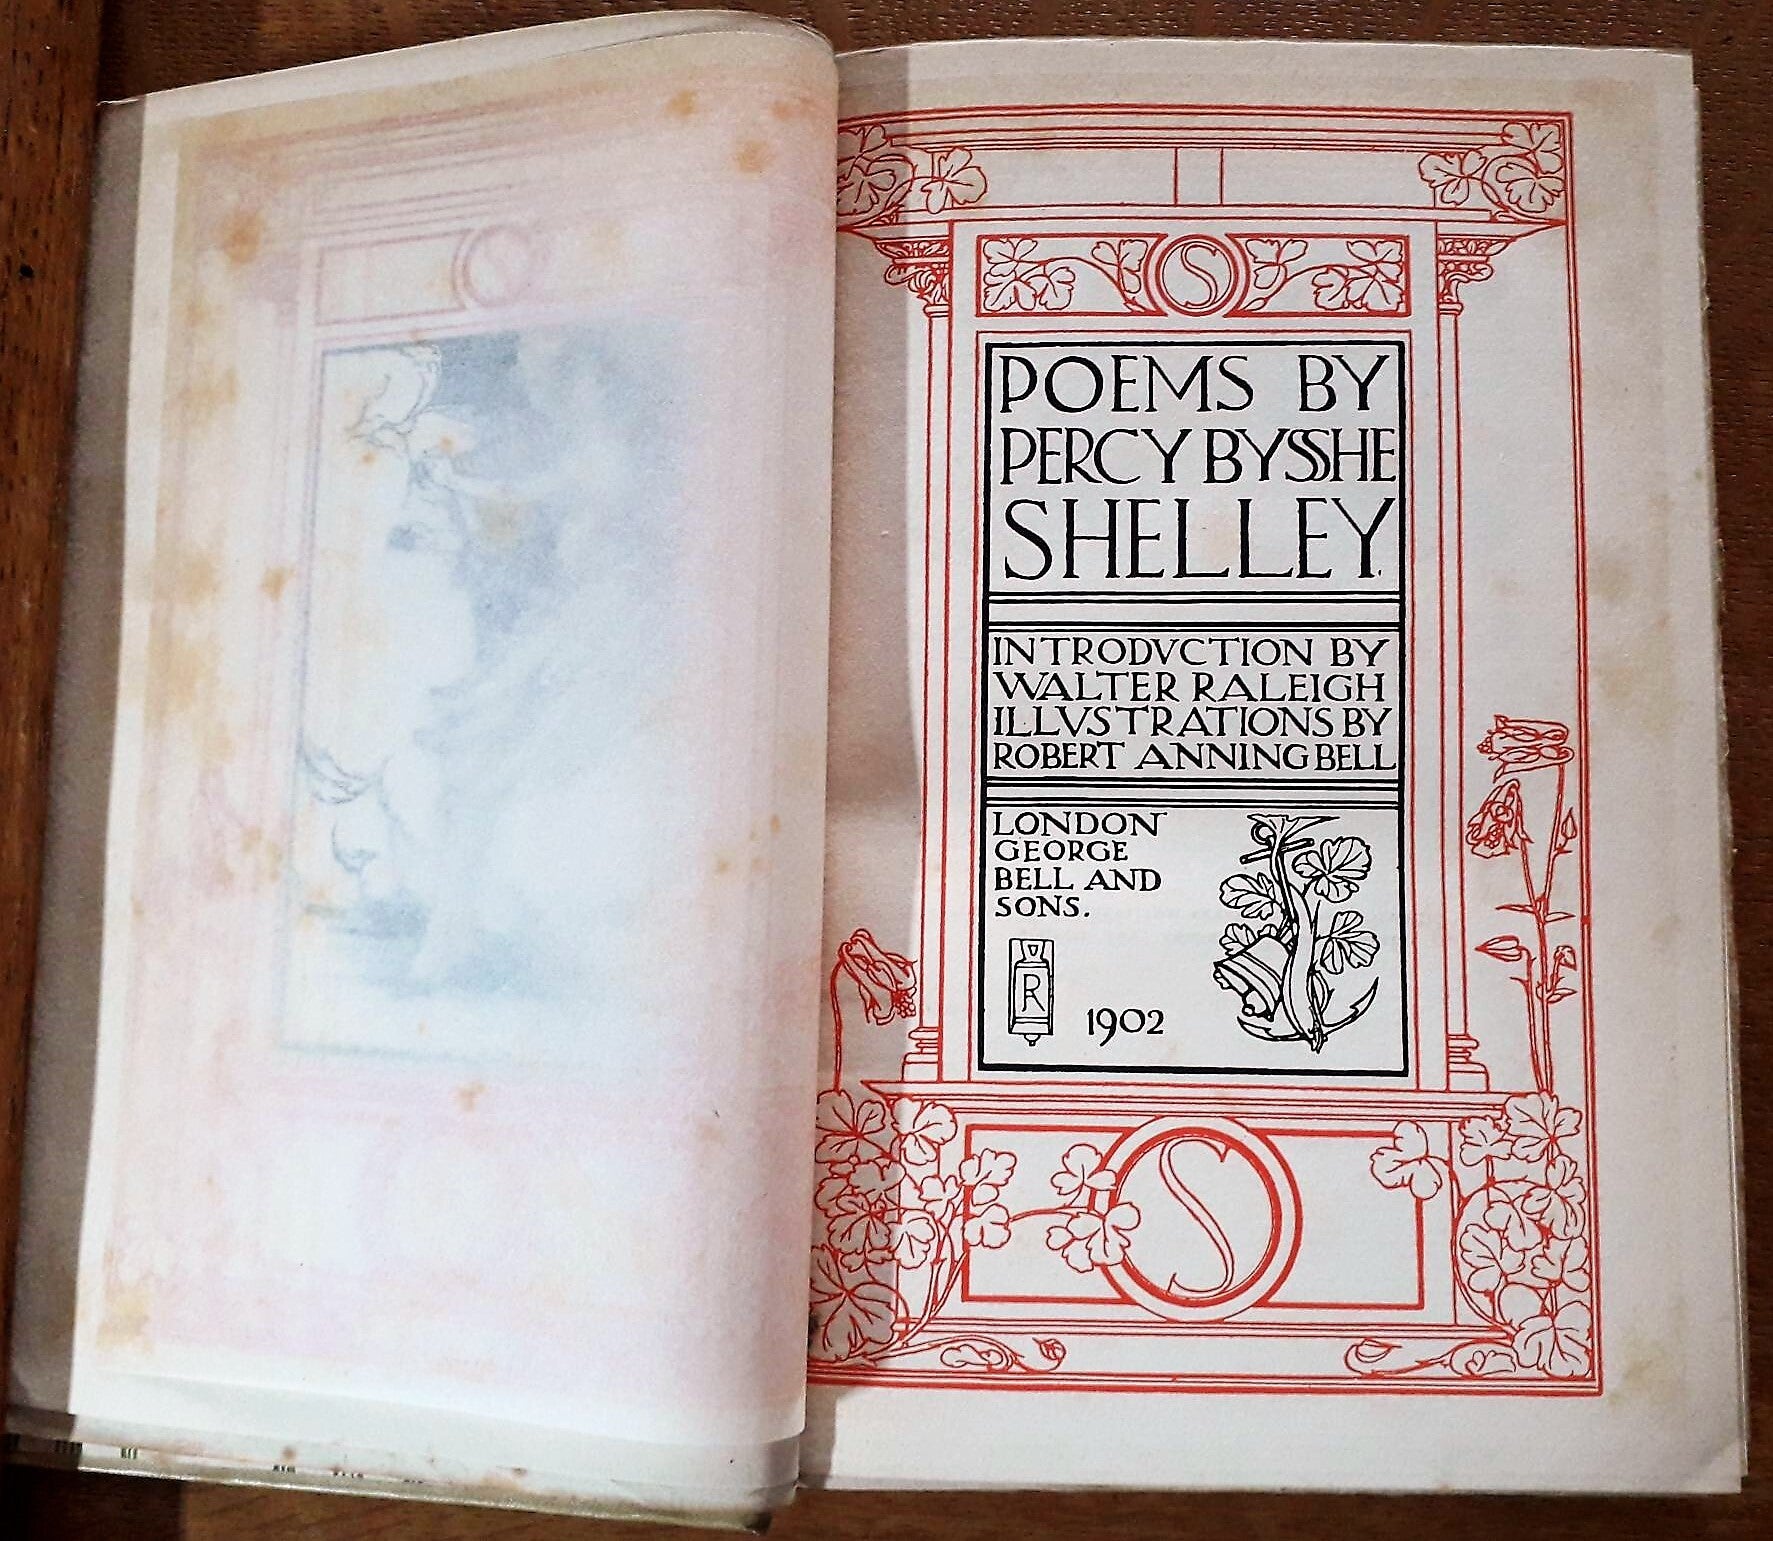 S
POEMS BY
PERCY BYSSHE
SHELLEY.
INTRODVCTION BY
WALTER RALEIGH
ILLVSTRATIONS BY
ROBERT ANNING BELL
LONDON
GEORGE
BELL AND
SONS.
R
1902
S